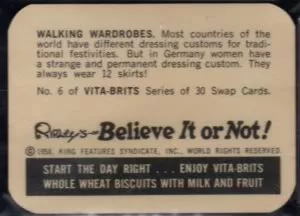 WALKING WARDROBES. Most countries of the
world have different dressing customs for tradi-
tional festivities. But in Germany women have
a strange and permanent dressing custom. They
always wear 12 skirts!
No. 6 of VITA-BRITS Series of 30 Swap Cards.
Ripley's Believe It or Not!
© 1958, KING FEATURES SYNDICATE, INC. WORLD RIGHTS RESERVED.
START THE DAY RIGHT . . . ENJOY VITA-BRITS
WHOLE WHEAT BISCUITS WITH MILK AND FRUIT